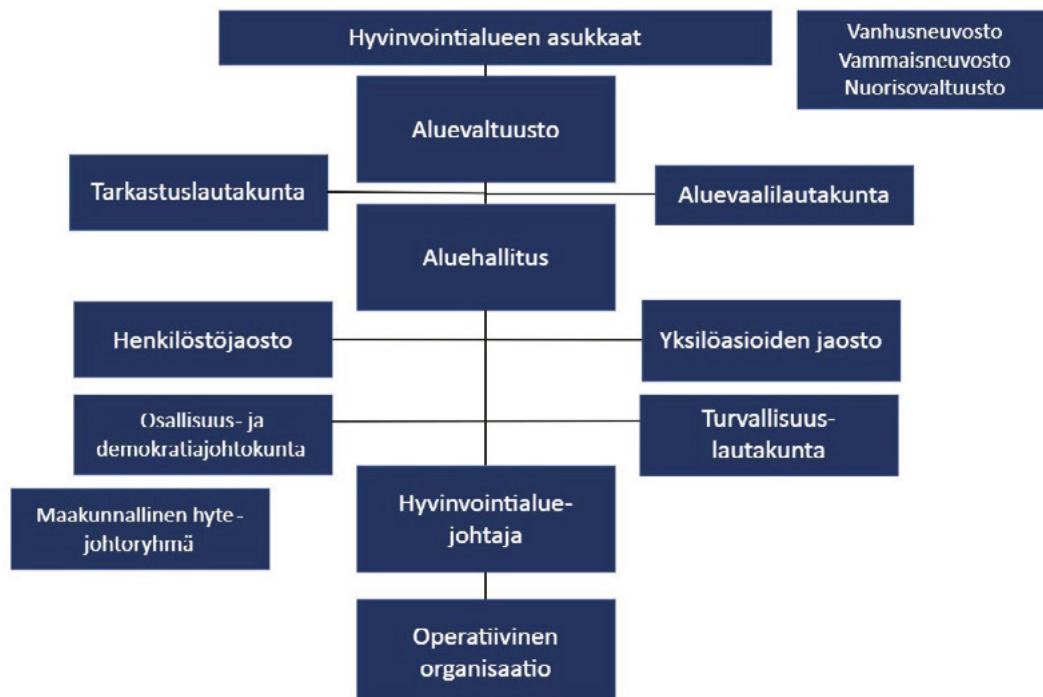 Hyvinvointialueen asukkaat
Vanhusneuvosto
Vammaisneuvosto
Nuorisovaltuusto
Aluevaltuusto
Tarkastuslautakunta
Aluevaalilautakunta
Aluehallitus
Henkilöstöjaosto
Yksilöasioiden jaosto
Osallisuus- ja
demokratiajohtokunta
Turvallisuus-
lautakunta
Maakunnallinen hyte-
johtoryhmä
Hyvinvointialue-
johtaja
Operatiivinen
organisaatio